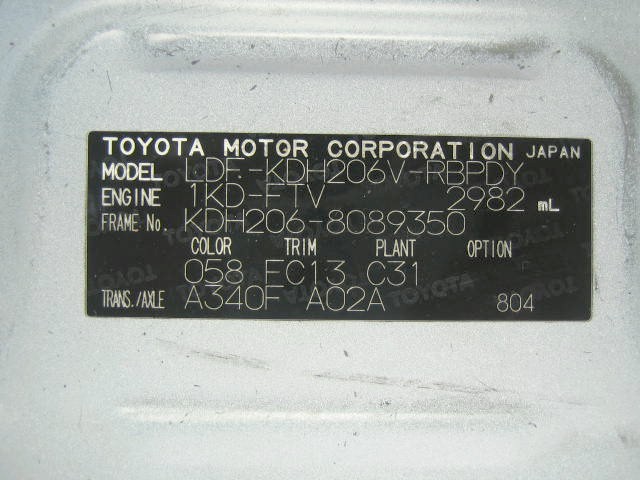 TOYOTA MOTOR CORPORATION JAPAN
MODEL LDF-KDH206V-RBPDY
ENGINE 1KD-FTV 2982 mL
FRAME No. KDH206-8089350
COLOR TRIM PLANT OPTION
058 FC13 C31
TRANS./AXLE A340F A02A 804